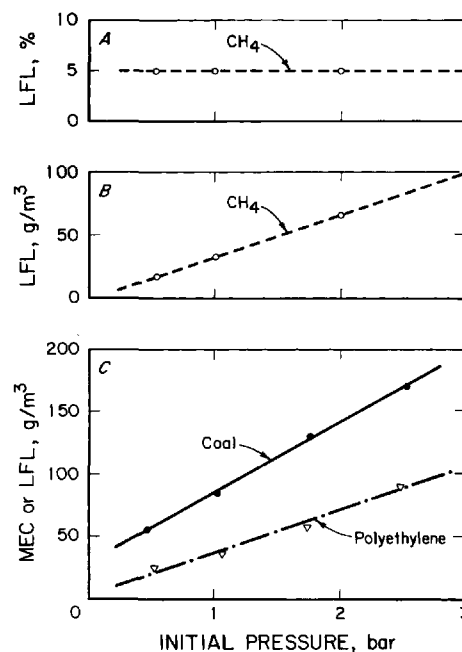 A
LFL, %
10
5
0
CH4
B
LFL, g/m3
100
50
0
CH4
C
MEC or LFL, g/m3
200
150
100
50
0
Coal
Polyethylene
1
2
3
INITIAL PRESSURE, bar